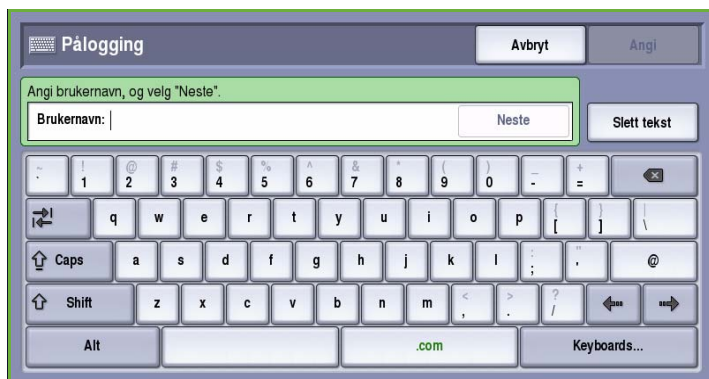 Pålogging Avbryt Angi
Angi brukernavn, og velg "Neste".
Brukernavn: Neste Slett tekst
~ ! @ # $ % ^ & * ( ) _ +
` 1 2 3 4 5 6 7 8 9 0 - =
{ } |
q w e r t y u i o p [ ] \
: "
Caps a s d f g h j k l ; ' @
< > ?
Shift z x c v b n m , . /
Alt .com Keyboards...